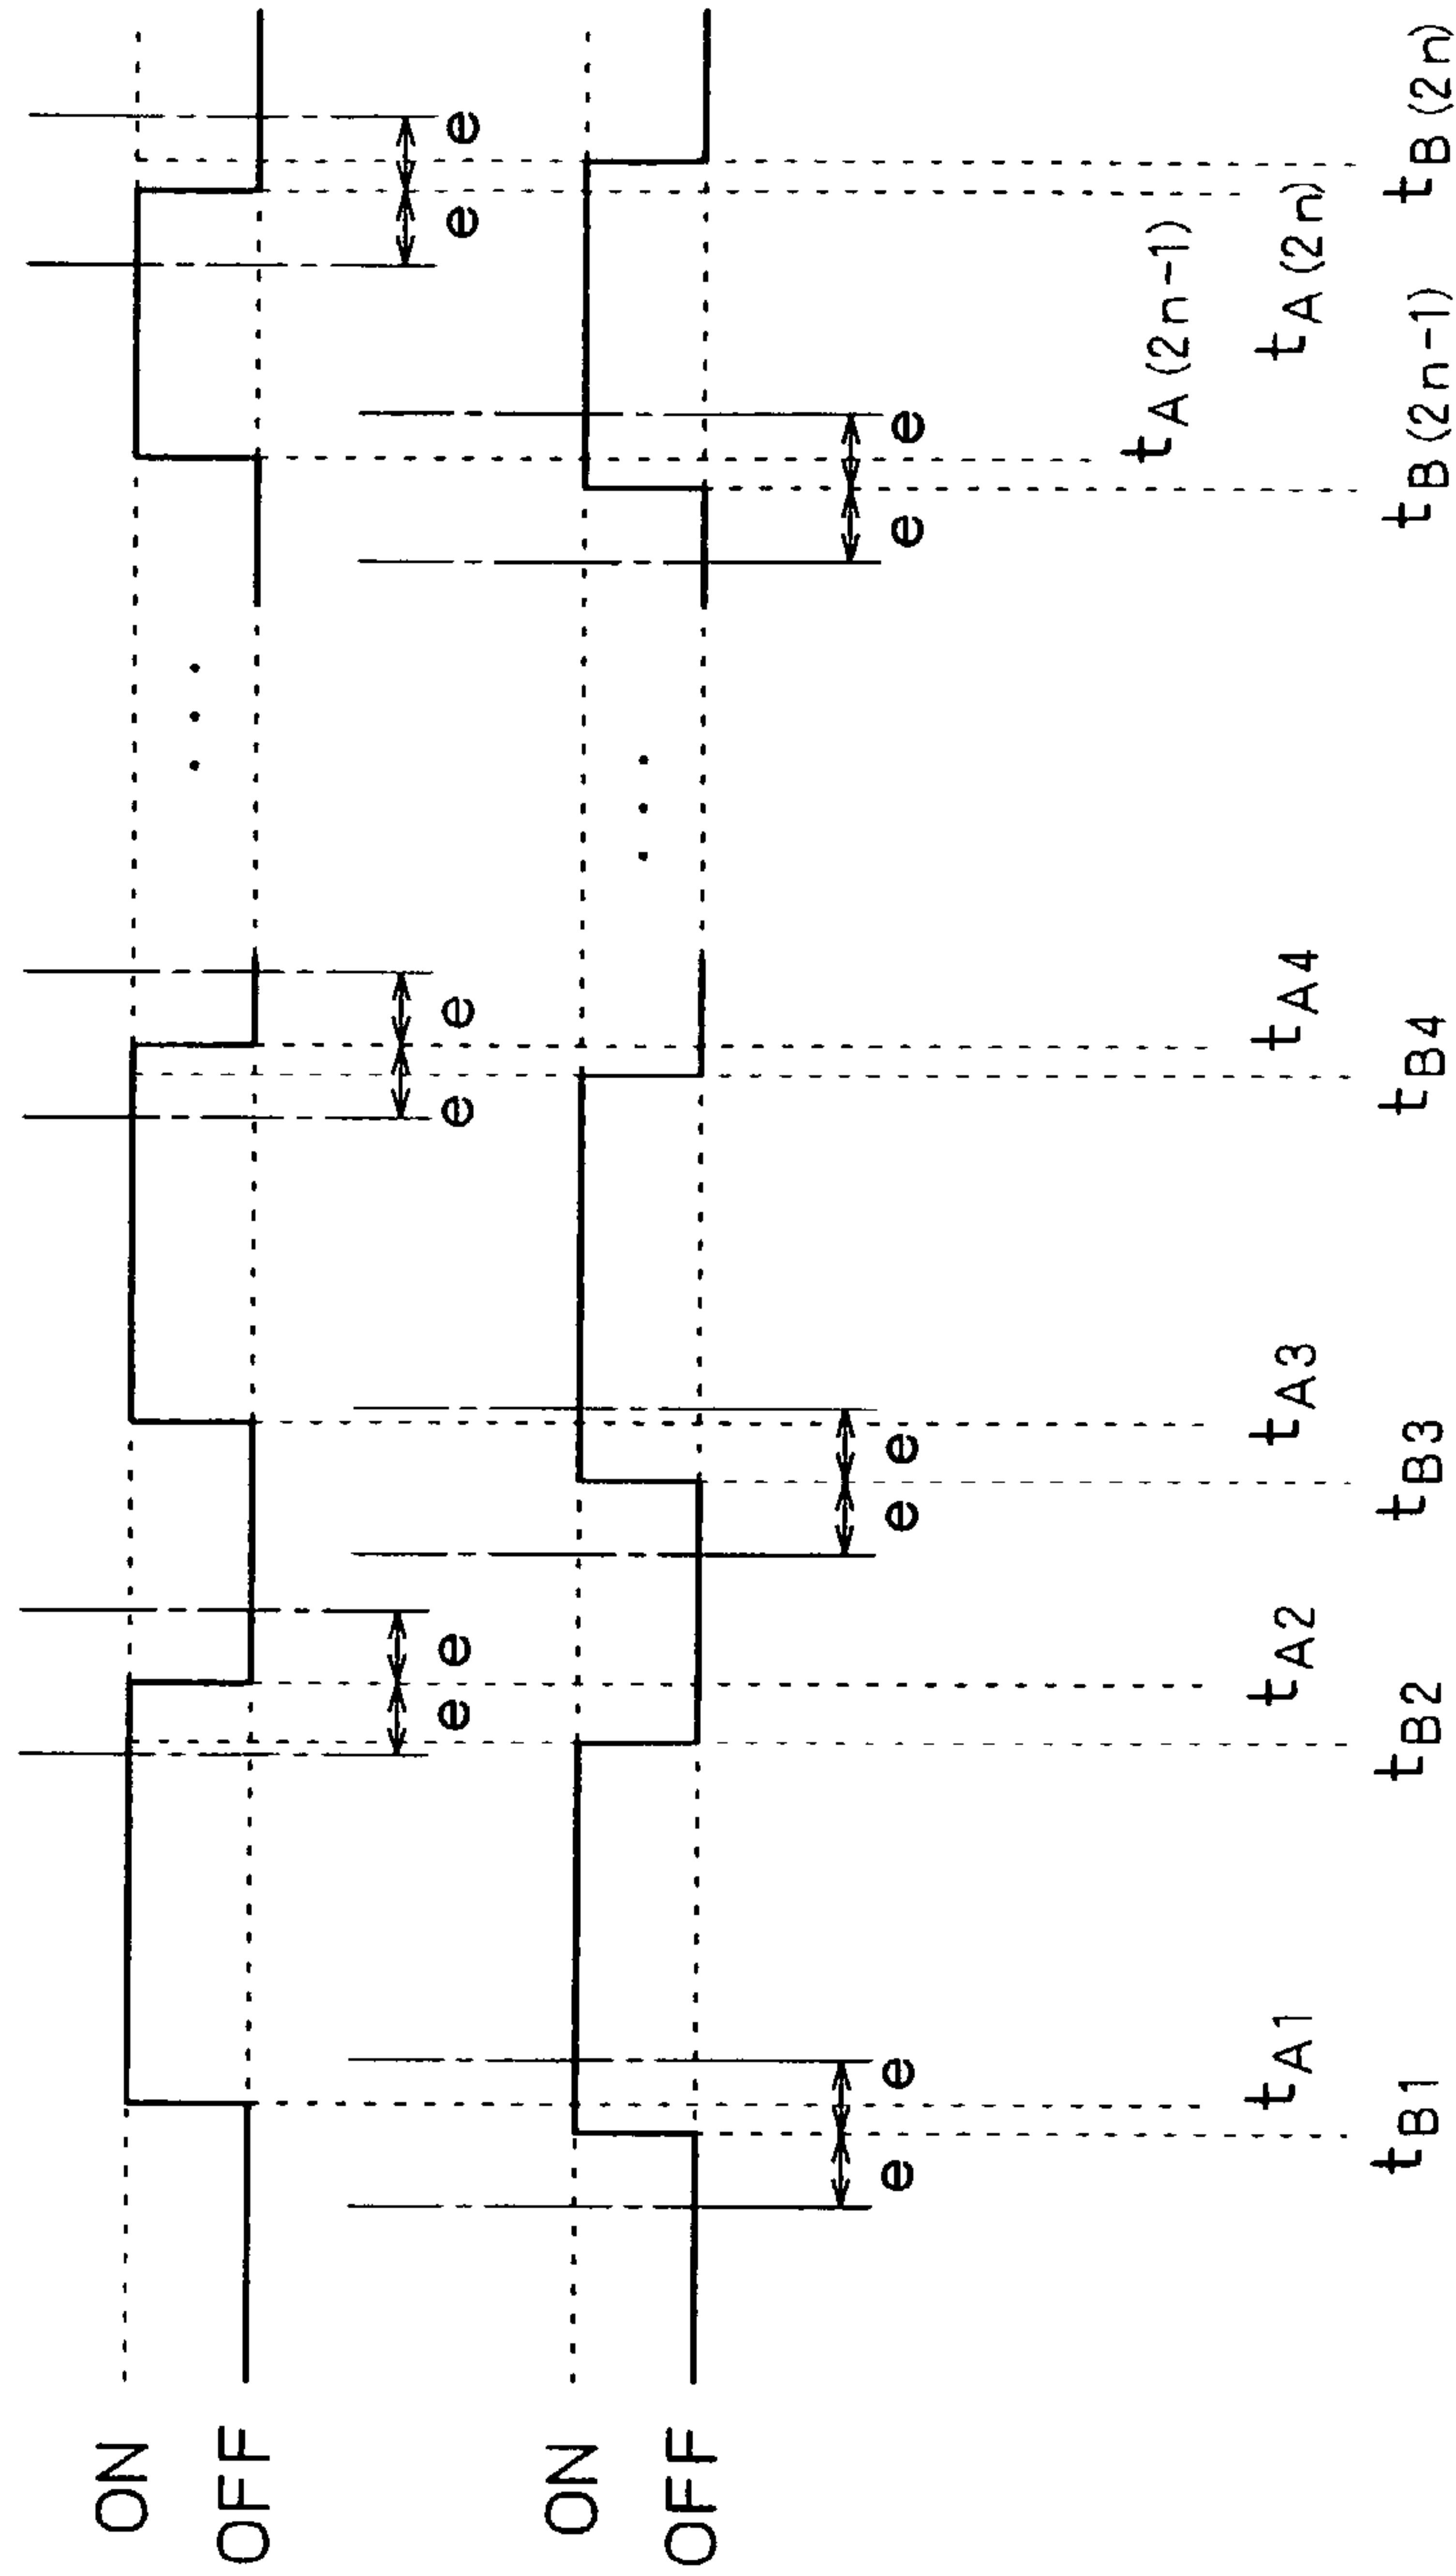 ON
OFF
e e e e e e
ON
OFF
e e e e e e
tA(2n-1)
tA1 tA2 tA3 tA4 tA(2n)
tB1 tB2 tB3 tB4 tB(2n-1) tB(2n)